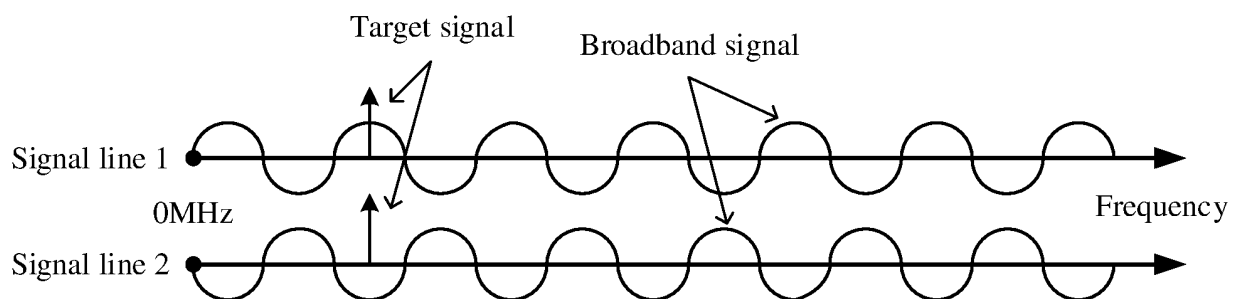 Target signal
Broadband signal
Signal line 1
0MHz
Frequency
Signal line 2